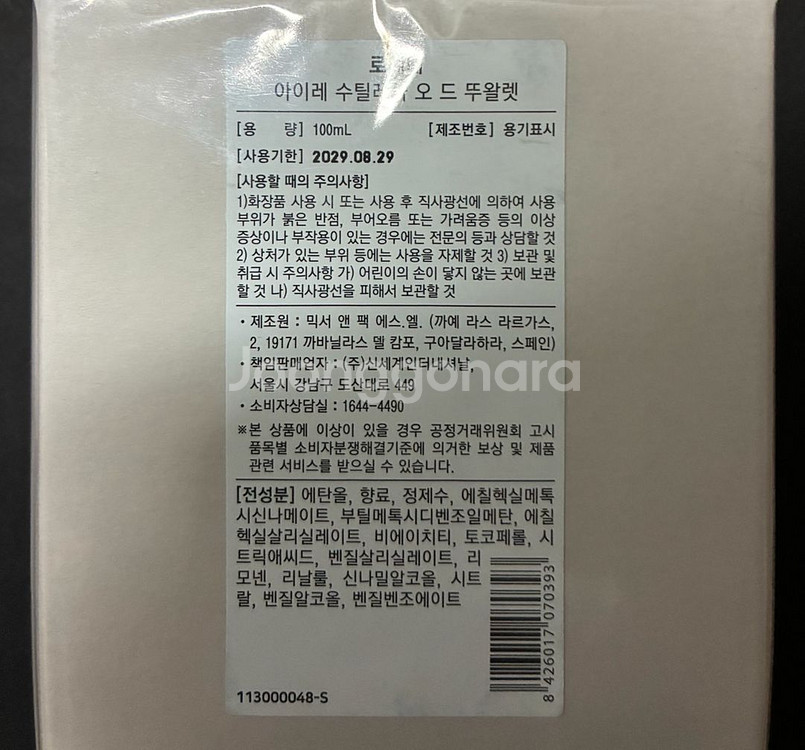 아이레 수틸레사 오 드 뚜왈렛
[용 량] 100mL [제조번호] 용기표시
[사용기한] 2029.08.29
[사용할 때의 주의사항]
1)화장품 사용 시 또는 사용 후 직사광선에 의하여 사용
부위가 붉은 반점, 부어오름 또는 가려움증 등의 이상
증상이나 부작용이 있는 경우에는 전문의 등과 상담할 것
2) 상처가 있는 부위 등에는 사용을 자제할 것 3) 보관 및
취급 시 주의사항 가) 어린이의 손이 닿지 않는 곳에 보관
할 것 나) 직사광선을 피해서 보관할 것
· 제조원 : 믹서 앤 팩 에스.엘. (까예 라스 라르가스,
2, 19171 까바닐라스 델 캄포, 구아달라하라, 스페인)
· 책임판매업자 : (주)신세계인터내셔날,
서울시 강남구 도산대로 449
Joonggonara
· 소비자상담실 : 1644-4490
※본 상품에 이상이 있을 경우 공정거래위원회 고시
품목별 소비자분쟁해결기준에 의거한 보상 및 제품
관련 서비스를 받으실 수 있습니다.
[전성분] 에탄올, 향료, 정제수, 에칠헥실메톡
시신나메이트, 부틸메톡시디벤조일메탄, 에칠
헥실살리실레이트, 비에이치티, 토코페롤, 시
트릭애씨드, 벤질살리실레이트, 리
모넨, 리날룰, 신나밀알코올, 시트
랄, 벤질알코올, 벤질벤조에이트
8 426017 070393
113000048-S